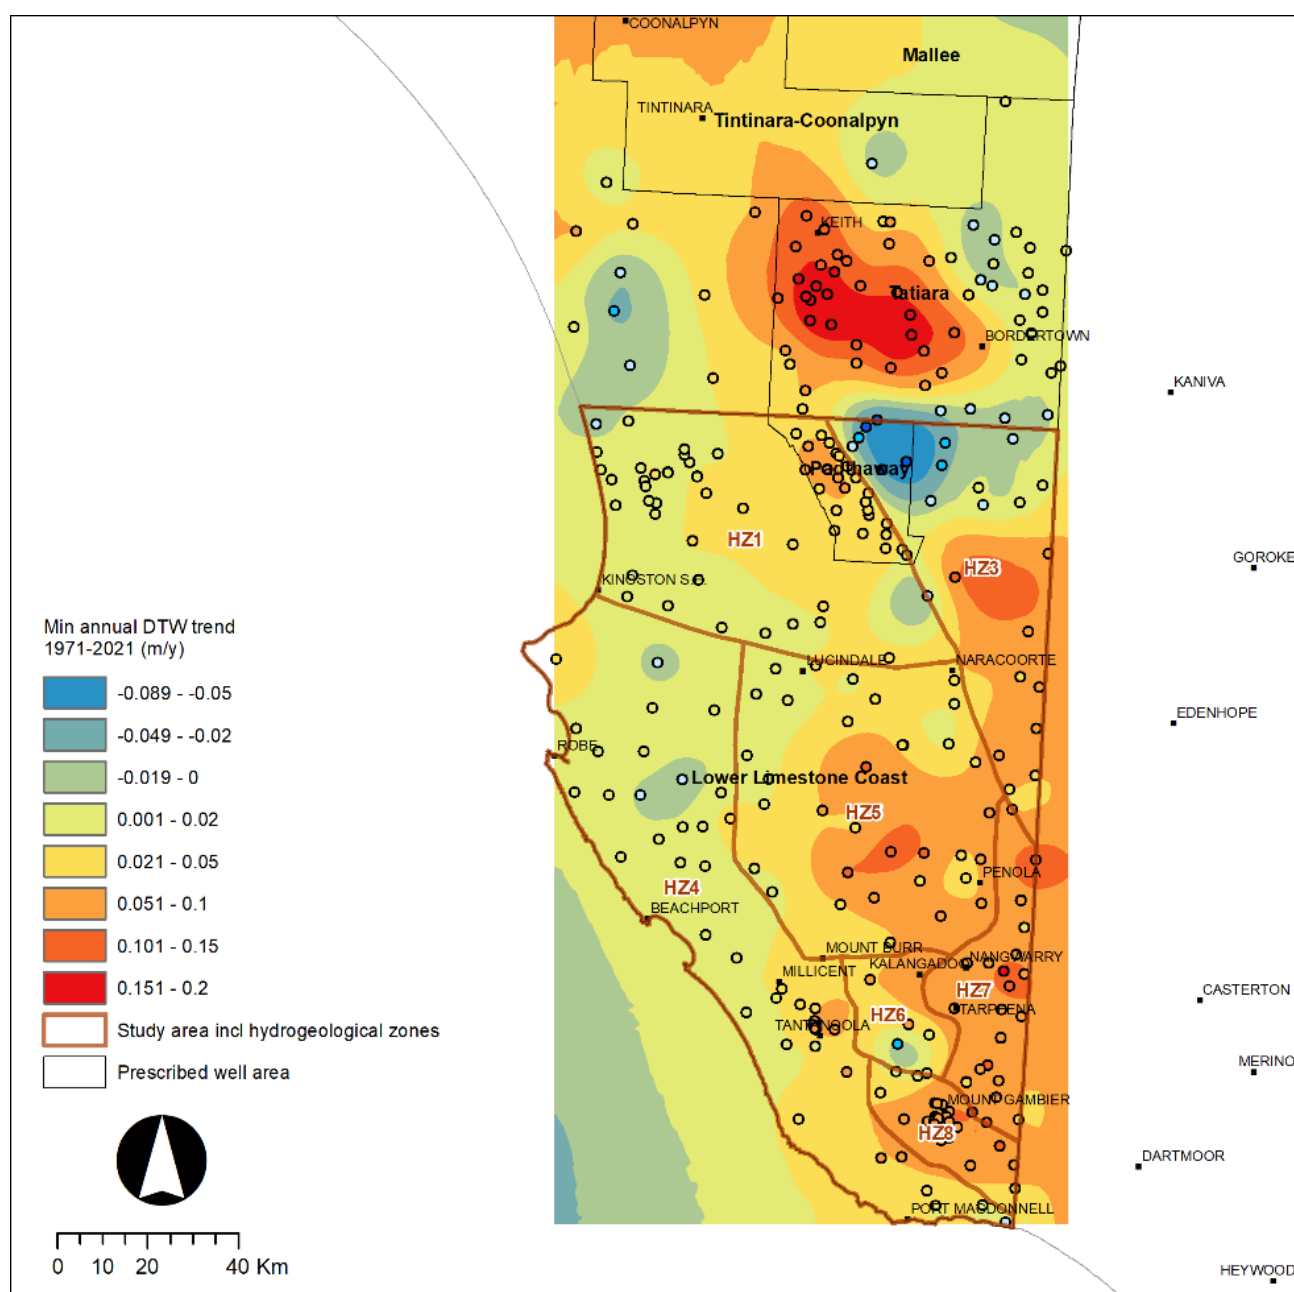 COONALPYN
Mallee
TINTINARA
Tintinara-Coonalpyn
KEITH
Tatiara
BORDERTOWN
KANIVA
Padthaway
HZ1
GOROKE
HZ3
KINGSTON S.E.
Min annual DTW trend
1971-2021 (m/y)
LUCINDALE
NARACOORTE
-0.089 - -0.05
EDENHOPE
-0.049 - -0.02
ROBE
-0.019 - 0
Lower Limestone Coast
0.001 - 0.02
HZ5
0.021 - 0.05
PENOLA
HZ4
0.051 - 0.1
BEACHPORT
0.101 - 0.15
MOUNT BURR
NANGWARRY
KALANGADOO
MILLICENT
0.151 - 0.2
HZ7
CASTERTON
TARPEENA
HZ6
Study area incl hydrogeological zones
TANTANOOLA
MERINO
Prescribed well area
MOUNT GAMBIER
HZ8
DARTMOOR
PORT MACDONNELL
0 10 20 40 Km
HEYWOOD